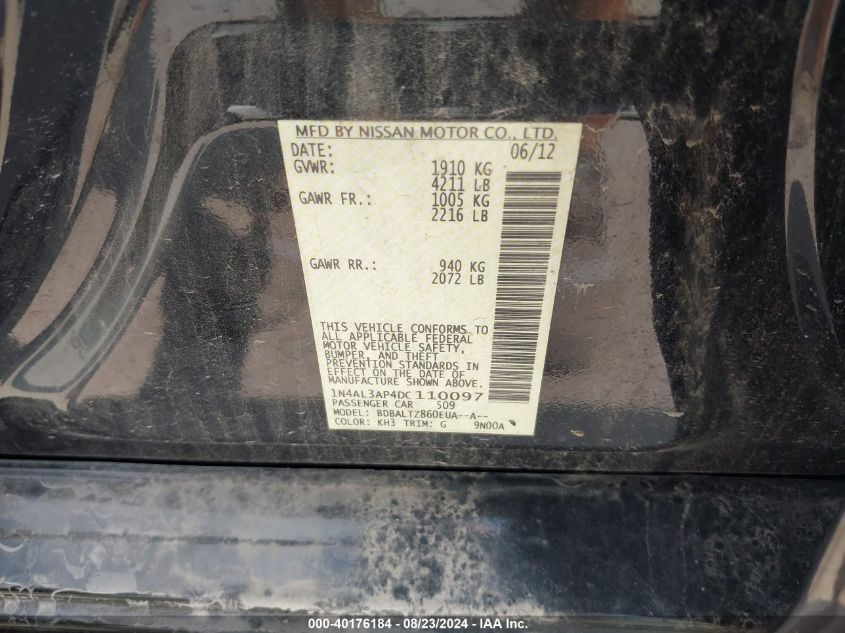 MFD BY NISSAN MOTOR CO., LTD.
DATE: 06/12
GVWR: 1910 KG
4211 LB
GAWR FR.: 1005 KG
2216 LB
GAWR RR.: 940 KG
2072 LB
THIS VEHICLE CONFORMS TO
ALL APPLICABLE FEDERAL
MOTOR VEHICLE SAFETY,
BUMPER, AND THEFT
PREVENTION STANDARDS IN
EFFECT ON THE DATE OF
MANUFACTURE SHOWN ABOVE.
1N4AL3AP4DC110097
PASSENGER CAR 509
MODEL: BDBALTZ860EUA--A--
COLOR: KH3 TRIM: G 9N00A
000-40176184 - 08/23/2024 - US.IAAI.COM